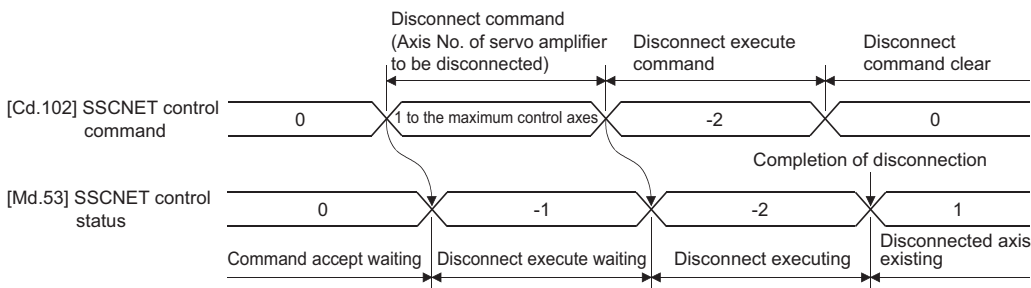 Disconnect command
(Axis No. of servo amplifier
to be disconnected)
Disconnect execute
command
Disconnect
command clear
[Cd.102] SSCNET control
command
0
1 to the maximum control axes
-2
0
Completion of disconnection
[Md.53] SSCNET control
status
0
-1
-2
1
Command accept waiting
Disconnect execute waiting
Disconnect executing
Disconnected axis
existing